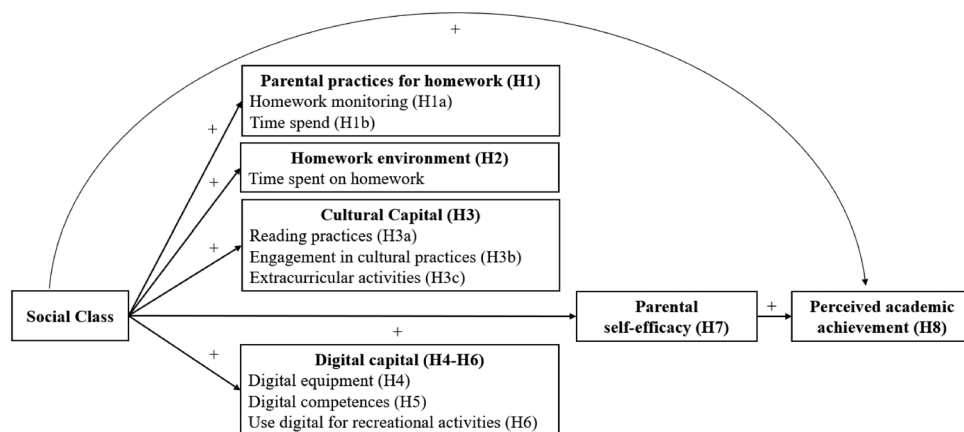 +
Parental practices for homework (H1)
Homework monitoring (H1a)
Time spend (H1b)
+
Homework environment (H2)
Time spent on homework
+
Cultural Capital (H3)
Reading practices (H3a)
Engagement in cultural practices (H3b)
Extracurricular activities (H3c)
+
Social Class
+
Parental
self-efficacy (H7)
+
Perceived academic
achievement (H8)
+
Digital capital (H4-H6)
Digital equipment (H4)
Digital competences (H5)
Use digital for recreational activities (H6)